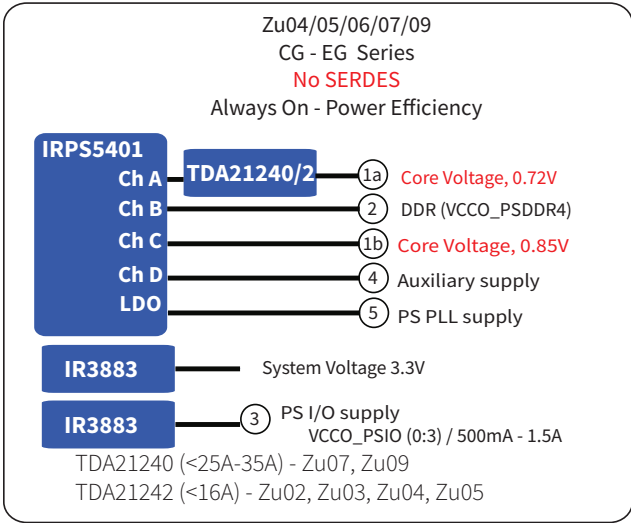 Zu04/05/06/07/09
CG - EG Series
No SERDES
Always On - Power Efficiency
IRPS5401
Ch A TDA21240/2 1a Core Voltage, 0.72V
Ch B 2 DDR (VCCO_PSDDR4)
Ch C 1b Core Voltage, 0.85V
Ch D 4 Auxiliary supply
LDO 5 PS PLL supply
IR3883 System Voltage 3.3V
IR3883 3 PS I/O supply
VCCO_PSIO (0:3) / 500mA - 1.5A
TDA21240 (<25A-35A) - Zu07, Zu09
TDA21242 (<16A) - Zu02, Zu03, Zu04, Zu05